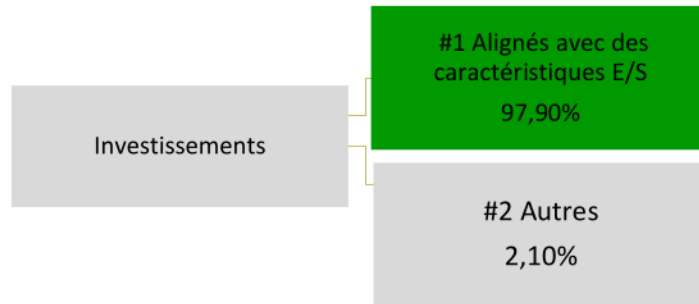 Investissements
#1 Alignés avec des
caractéristiques E/S
97,90%
#2 Autres
2,10%